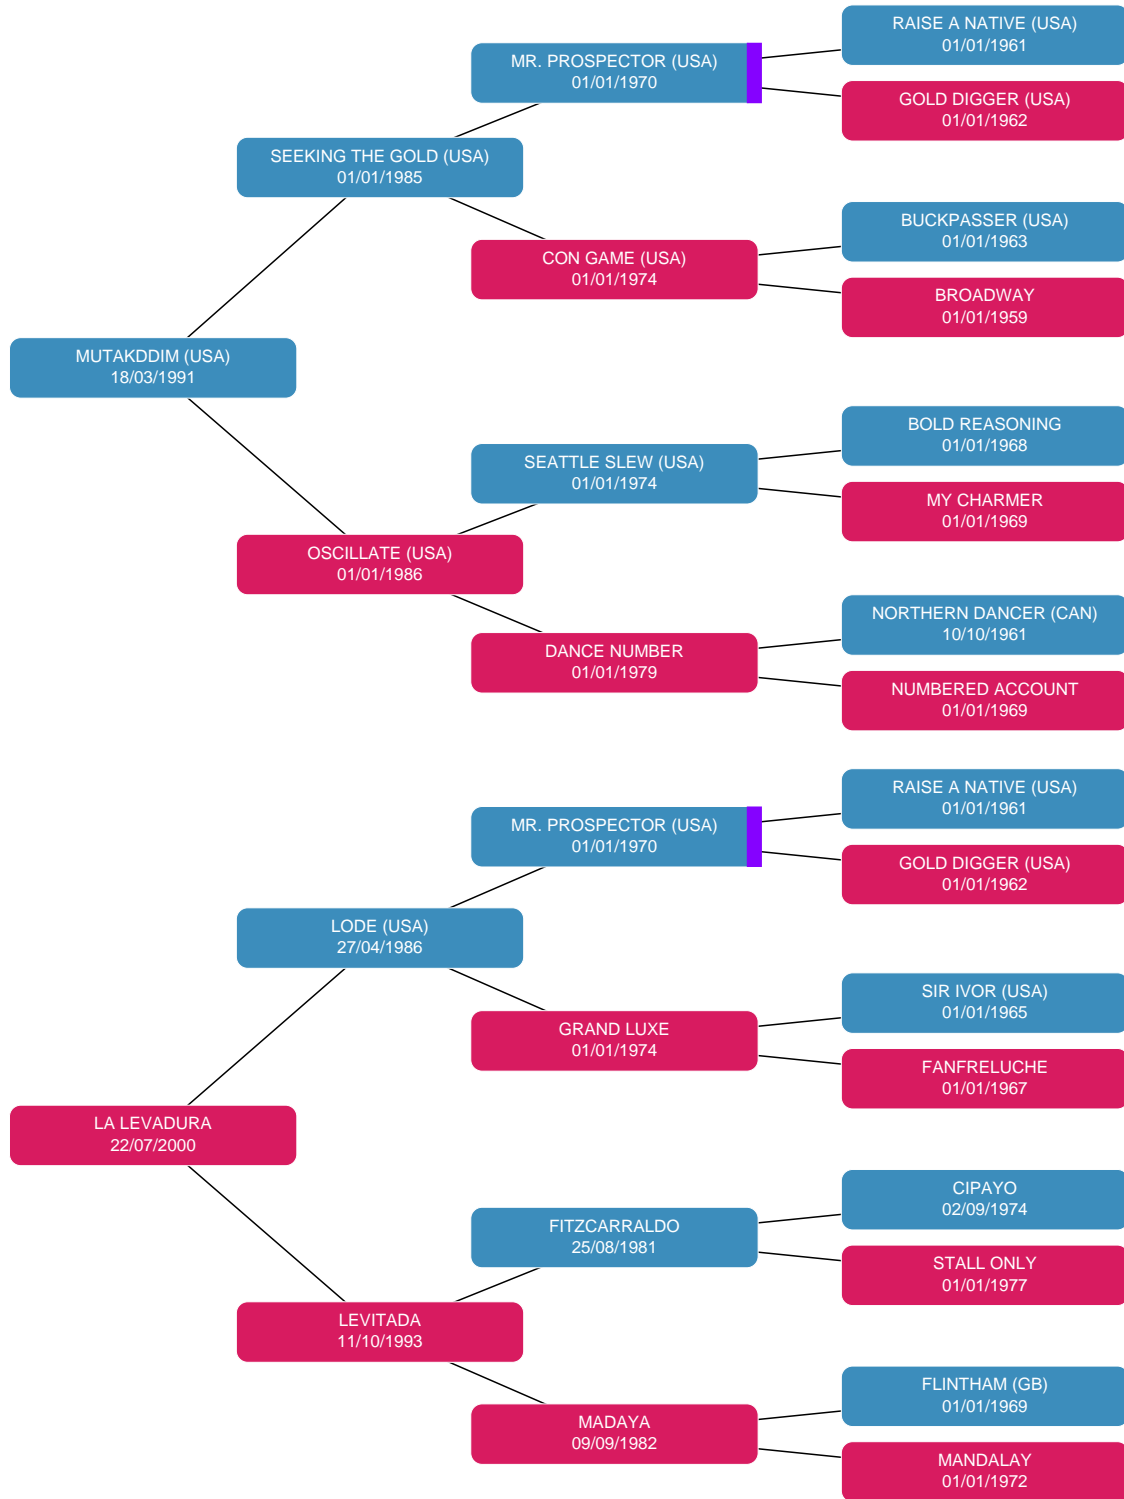 RAISE A NATIVE (USA)
01/01/1961
MR. PROSPECTOR (USA)
01/01/1970
GOLD DIGGER (USA)
01/01/1962
SEEKING THE GOLD (USA)
01/01/1985
BUCKPASSER (USA)
01/01/1963
CON GAME (USA)
01/01/1974
BROADWAY
01/01/1959
MUTAKDDIM (USA)
18/03/1991
BOLD REASONING
01/01/1968
SEATTLE SLEW (USA)
01/01/1974
MY CHARMER
01/01/1969
OSCILLATE (USA)
01/01/1986
NORTHERN DANCER (CAN)
10/10/1961
DANCE NUMBER
01/01/1979
NUMBERED ACCOUNT
01/01/1969
RAISE A NATIVE (USA)
01/01/1961
MR. PROSPECTOR (USA)
01/01/1970
GOLD DIGGER (USA)
01/01/1962
LODE (USA)
27/04/1986
SIR IVOR (USA)
01/01/1965
GRAND LUXE
01/01/1974
FANFRELUCHE
01/01/1967
LA LEVADURA
22/07/2000
CIPAYO
02/09/1974
FITZCARRALDO
25/08/1981
STALL ONLY
01/01/1977
LEVITADA
11/10/1993
FLINTHAM (GB)
01/01/1969
MADAYA
09/09/1982
MANDALAY
01/01/1972